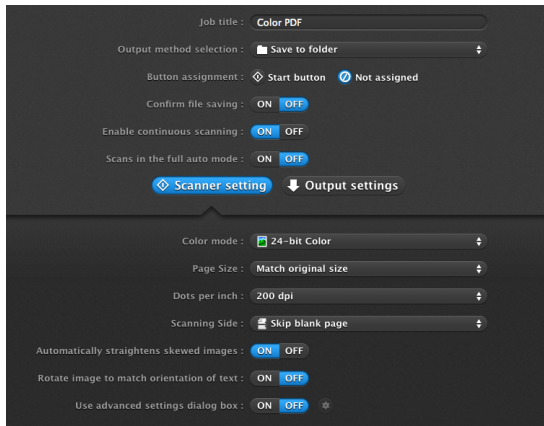 Job title : Color PDF
Output method selection : Save to folder
Button assignment : Start button Not assigned
Confirm file saving : ON OFF
Enable continuous scanning : ON OFF
Scans in the full auto mode : ON OFF
Scanner setting Output settings
Color mode : 24-bit Color
Page Size : Match original size
Dots per inch : 200 dpi
Scanning Side : Skip blank page
Automatically straightens skewed images : ON OFF
Rotate image to match orientation of text : ON OFF
Use advanced settings dialog box : ON OFF